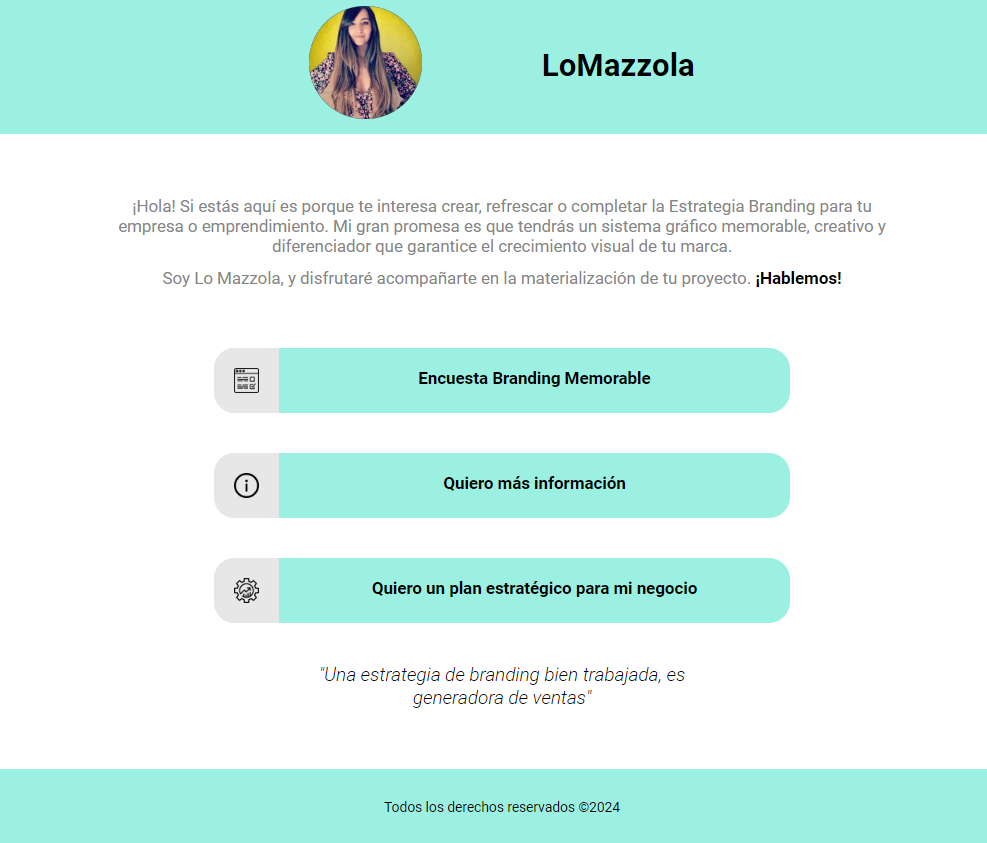 LoMazzola
¡Hola! Si estás aquí es porque te interesa crear, refrescar o completar la Estrategia Branding para tu
empresa o emprendimiento. Mi gran promesa es que tendrás un sistema gráfico memorable, creativo y
diferenciador que garantice el crecimiento visual de tu marca.
Soy Lo Mazzola, y disfrutaré acompañarte en la materialización de tu proyecto. ¡Hablemos!
Encuesta Branding Memorable
Quiero más información
Quiero un plan estratégico para mi negocio
"Una estrategia de branding bien trabajada, es
generadora de ventas"
Todos los derechos reservados ©2024